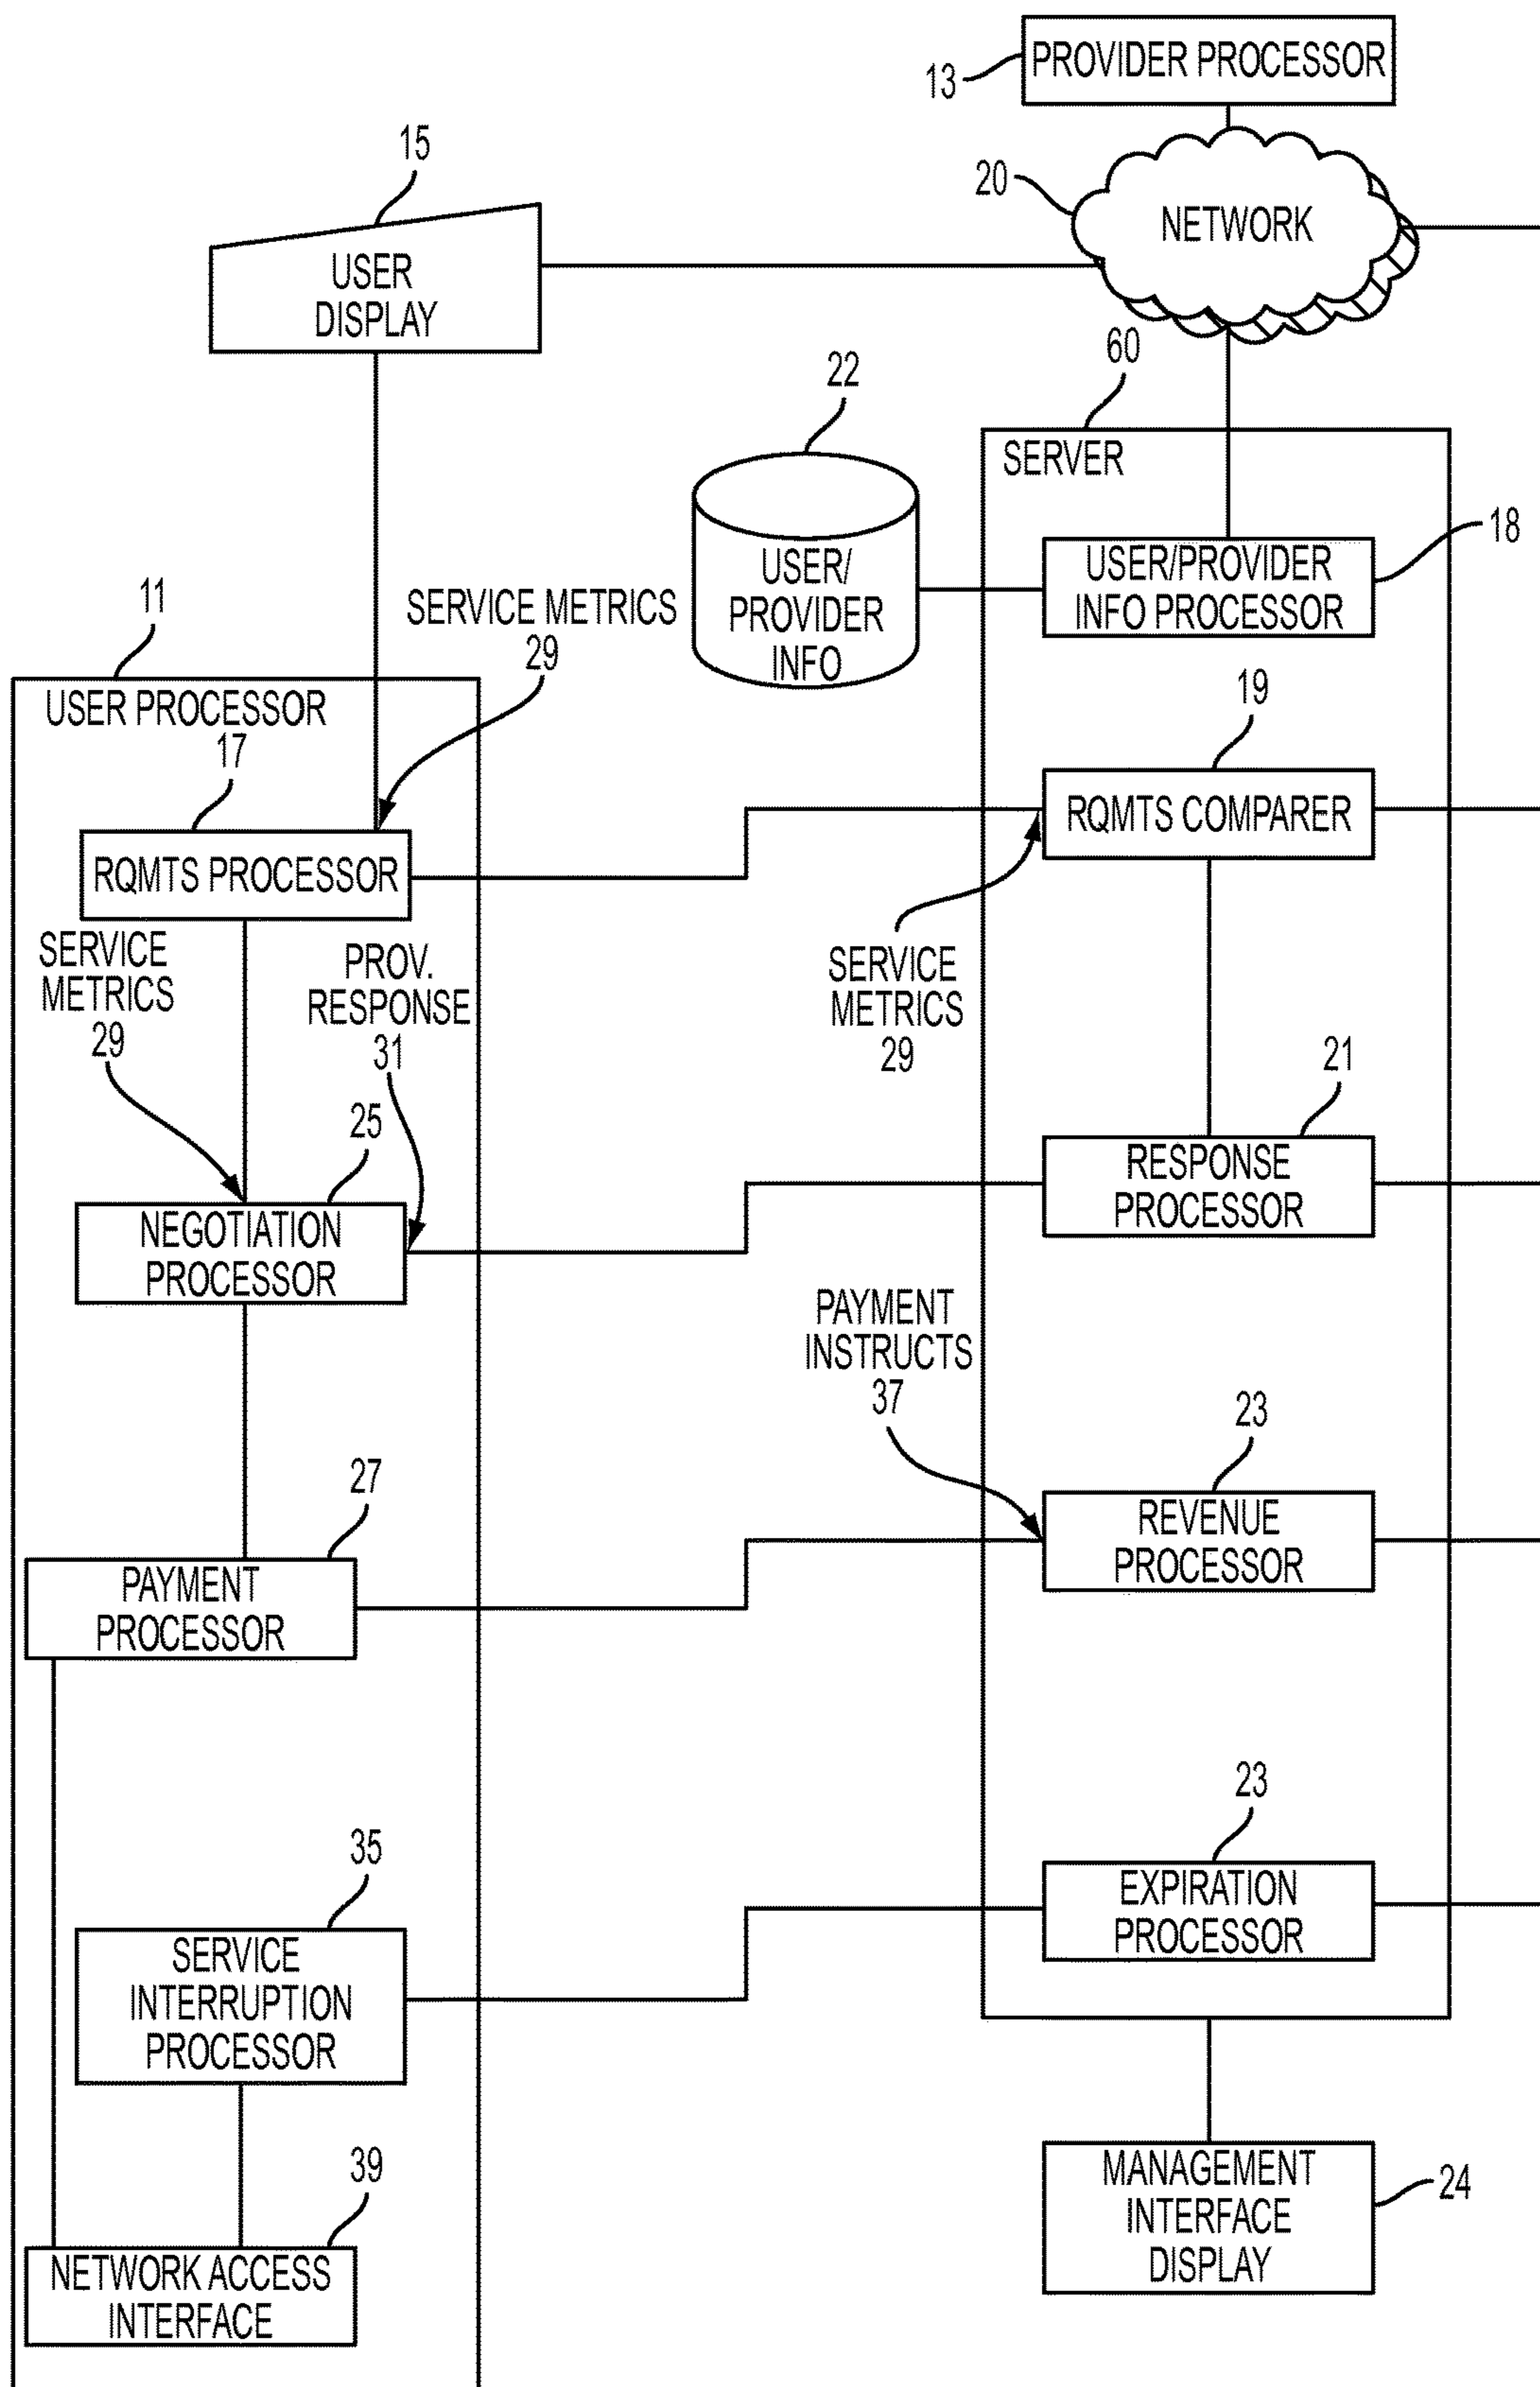 PROVIDER PROCESSOR
13
15
20
NETWORK
USER
DISPLAY
60
22
SERVER
18
USER/PROVIDER
INFO PROCESSOR
USER/
PROVIDER
INFO
11
SERVICE METRICS
29
USER PROCESSOR
17
19
RQMTS COMPARER
RQMTS PROCESSOR
SERVICE
METRICS
29
PROV.
RESPONSE
31
SERVICE
METRICS
29
21
25
RESPONSE
PROCESSOR
NEGOTIATION
PROCESSOR
PAYMENT
INSTRUCTS
37
23
27
REVENUE
PROCESSOR
PAYMENT
PROCESSOR
23
35
EXPIRATION
PROCESSOR
SERVICE
INTERRUPTION
PROCESSOR
39
MANAGEMENT
INTERFACE
DISPLAY
24
NETWORK ACCESS
INTERFACE